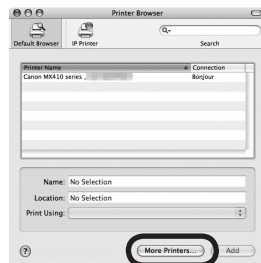 Printer Browser
Default Browser
IP Printer
Search
Printer Name
Connection
Canon MX410 series
Bonjour
Name: No Selection
Location: No Selection
Print Using:
?
More Printers...
Add